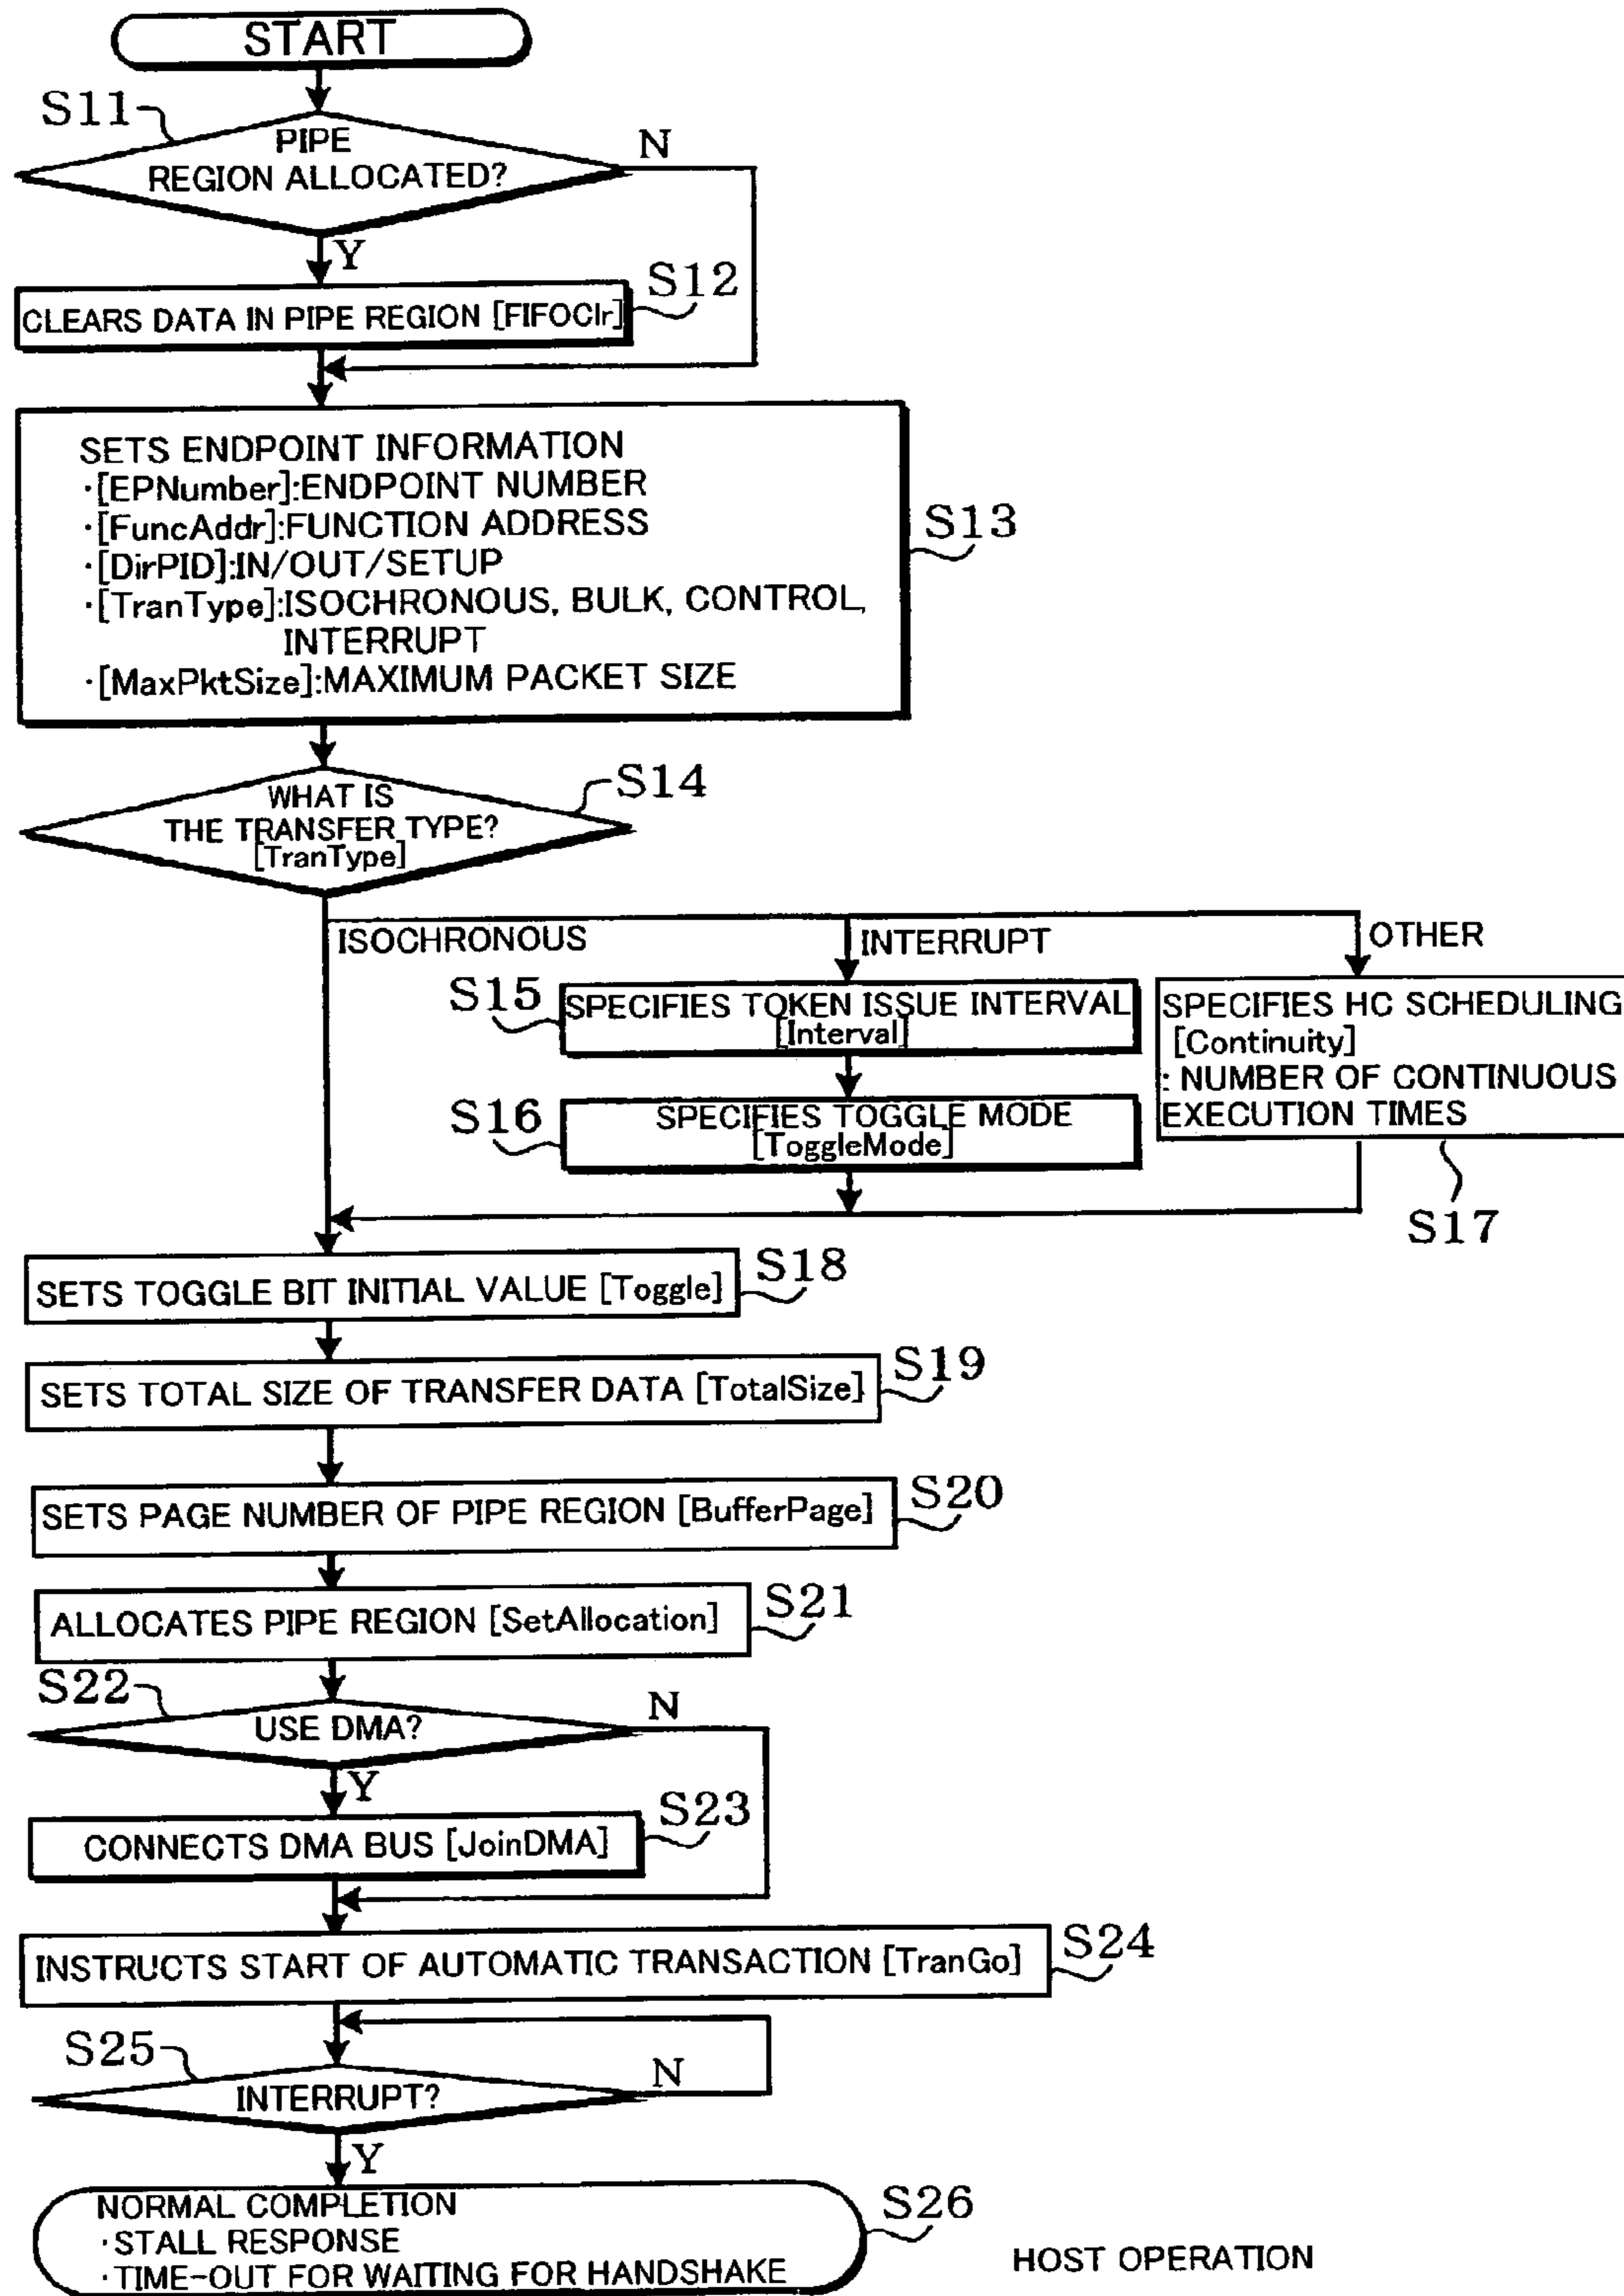 START
S11
PIPE
REGION ALLOCATED?
N
Y
S12
CLEARS DATA IN PIPE REGION [FIFOClr]
SETS ENDPOINT INFORMATION
·[EPNumber]:ENDPOINT NUMBER
·[FuncAddr]:FUNCTION ADDRESS
·[DirPID]:IN/OUT/SETUP
·[TranType]:ISOCHRONOUS, BULK, CONTROL,
INTERRUPT
·[MaxPktSize]:MAXIMUM PACKET SIZE
S13
S14
WHAT IS
THE TRANSFER TYPE?
[TranType]
ISOCHRONOUS
INTERRUPT
OTHER
S15
SPECIFIES TOKEN ISSUE INTERVAL
[Interval]
S16
SPECIFIES TOGGLE MODE
[ToggleMode]
SPECIFIES HC SCHEDULING
[Continuity]
: NUMBER OF CONTINUOUS
EXECUTION TIMES
S17
S18
SETS TOGGLE BIT INITIAL VALUE [Toggle]
S19
SETS TOTAL SIZE OF TRANSFER DATA [TotalSize]
S20
SETS PAGE NUMBER OF PIPE REGION [BufferPage]
S21
ALLOCATES PIPE REGION [SetAllocation]
S22
USE DMA?
N
Y
S23
CONNECTS DMA BUS [JoinDMA]
S24
INSTRUCTS START OF AUTOMATIC TRANSACTION [TranGo]
S25
INTERRUPT?
N
Y
S26
NORMAL COMPLETION
·STALL RESPONSE
·TIME-OUT FOR WAITING FOR HANDSHAKE
HOST OPERATION